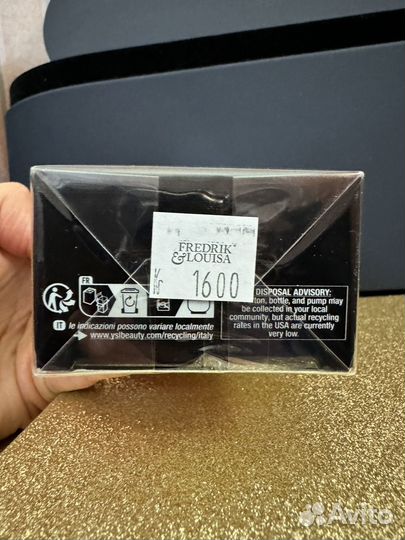 FREDRIK
& LOUISA
1600
FR
IT le indicazioni possono variare localmente
www.yslbeauty.com/recycling/italy
DISPOSAL ADVISORY:
bottle, and pump may
be collected in your local
community, but actual recycling
rates in the USA are currently
very low.
Avito